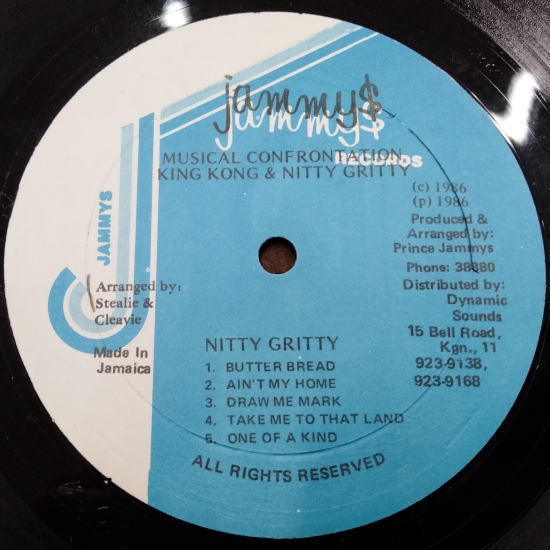 jammy$
jammy$
RECORDS
MUSICAL CONFRONTATION
KING KONG & NITTY GRITTY
(c) 1986
(p) 1986
Produced &
Arranged by:
Prince Jammys
Phone: 38880
Distributed by:
Dynamic
Sounds
15 Bell Road,
Kgn., 11
923-9138,
923-9168
JAMMYS
Arranged by:
Stealie &
Cleavie
Made In
Jamaica
NITTY GRITTY
1. BUTTER BREAD
2. AIN'T MY HOME
3. DRAW ME MARK
4. TAKE ME TO THAT LAND
5. ONE OF A KIND
ALL RIGHTS RESERVED